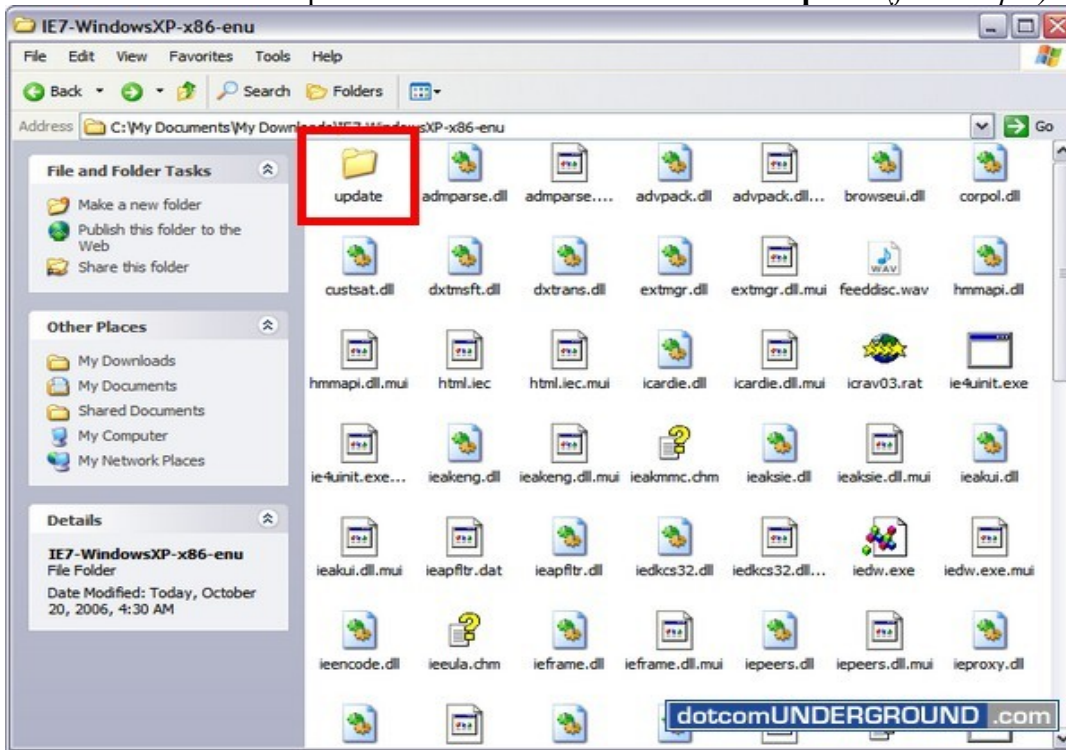 IE7-WindowsXP-x86-enu
File Edit View Favorites Tools Help
Back Search Folders
Address C:\My Documents\My Downloads\IE7-WindowsXP-x86-enu Go
File and Folder Tasks
Make a new folder
Publish this folder to the
Web
Share this folder
Other Places
My Downloads
My Documents
Shared Documents
My Computer
My Network Places
Details
IE7-WindowsXP-x86-enu
File Folder
Date Modified: Today, October
20, 2006, 4:30 AM
update admparse.dll admparse.... advpack.dll advpack.dll... browseui.dll corpol.dll
WAV
custsat.dll dxtmsft.dll dxtrans.dll extmgr.dll extmgr.dll.mui feeddisc.wav hmmapi.dll
hmmapi.dll.mui html.iec html.iec.mui icardie.dll icardie.dll.mui icrav03.rat ie4uinit.exe
ie4uinit.exe... ieakeng.dll ieakeng.dll.mui ieakmmc.chm ieaksie.dll ieaksie.dll.mui ieakui.dll
ieakui.dll.mui ieapfltr.dat ieapfltr.dll iedkcs32.dll iedkcs32.dll... iedw.exe iedw.exe.mui
ieencode.dll ieeula.chm ieframe.dll ieframe.dll.mui iepeers.dll iepeers.dll.mui ieproxy.dll
dotcomUNDERGROUND .com